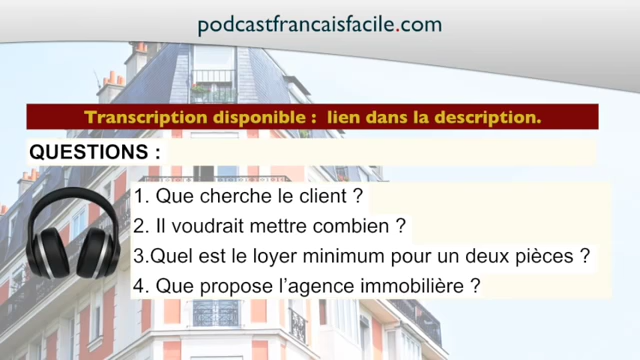 podcastfrancaisfacile.com
Transcription disponible : lien dans la description.
QUESTIONS :
1. Que cherche le client ?
2. Il voudrait mettre combien ?
3.Quel est le loyer minimum pour un deux pièces ?
4. Que propose l’agence immobilière ?